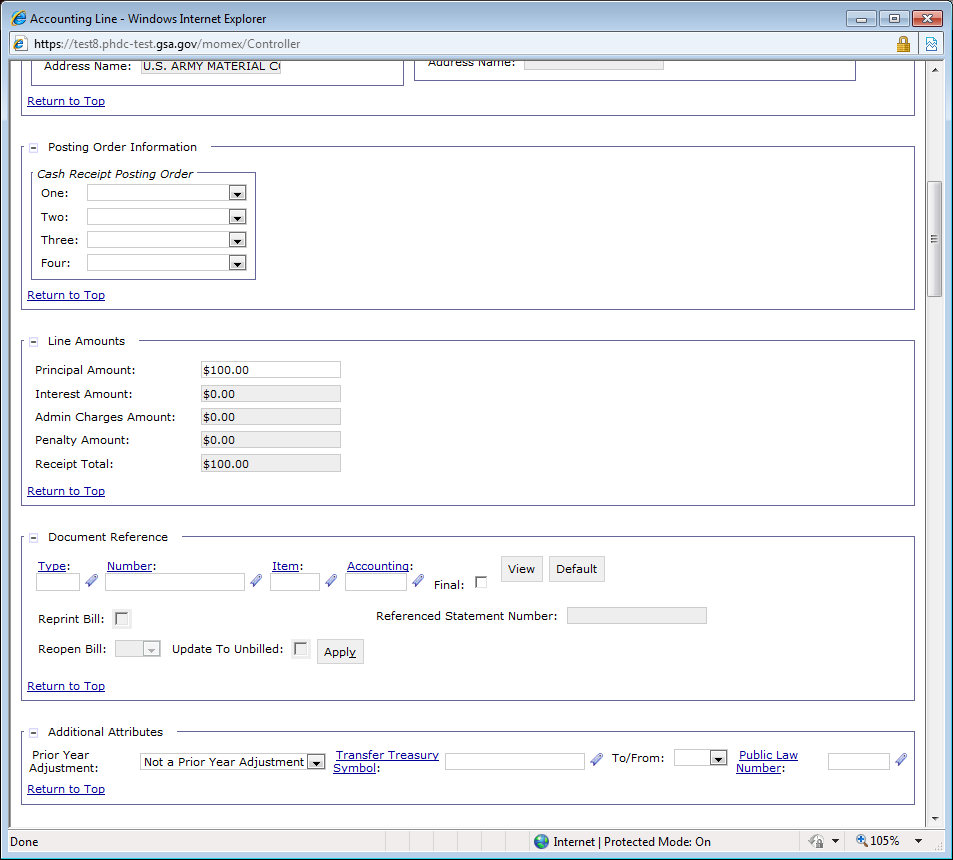 Accounting Line - Windows Internet Explorer
https://test8.phdc-test.gsa.gov/momex/Controller
Address Name: U.S. ARMY MATERIAL CO
Address Name:
Return to Top
Posting Order Information
Cash Receipt Posting Order
One:
Two:
Three:
Four:
Return to Top
Line Amounts
Principal Amount: $100.00
Interest Amount: $0.00
Admin Charges Amount: $0.00
Penalty Amount: $0.00
Receipt Total: $100.00
Return to Top
Document Reference
Type: Number: Item: Accounting: Final: View Default
Reprint Bill: Referenced Statement Number:
Reopen Bill: Update To Unbilled: Apply
Return to Top
Additional Attributes
Prior Year
Adjustment: Not a Prior Year Adjustment
Transfer Treasury
Symbol:
To/From:
Public Law
Number:
Return to Top
Done Internet | Protected Mode: On 105%